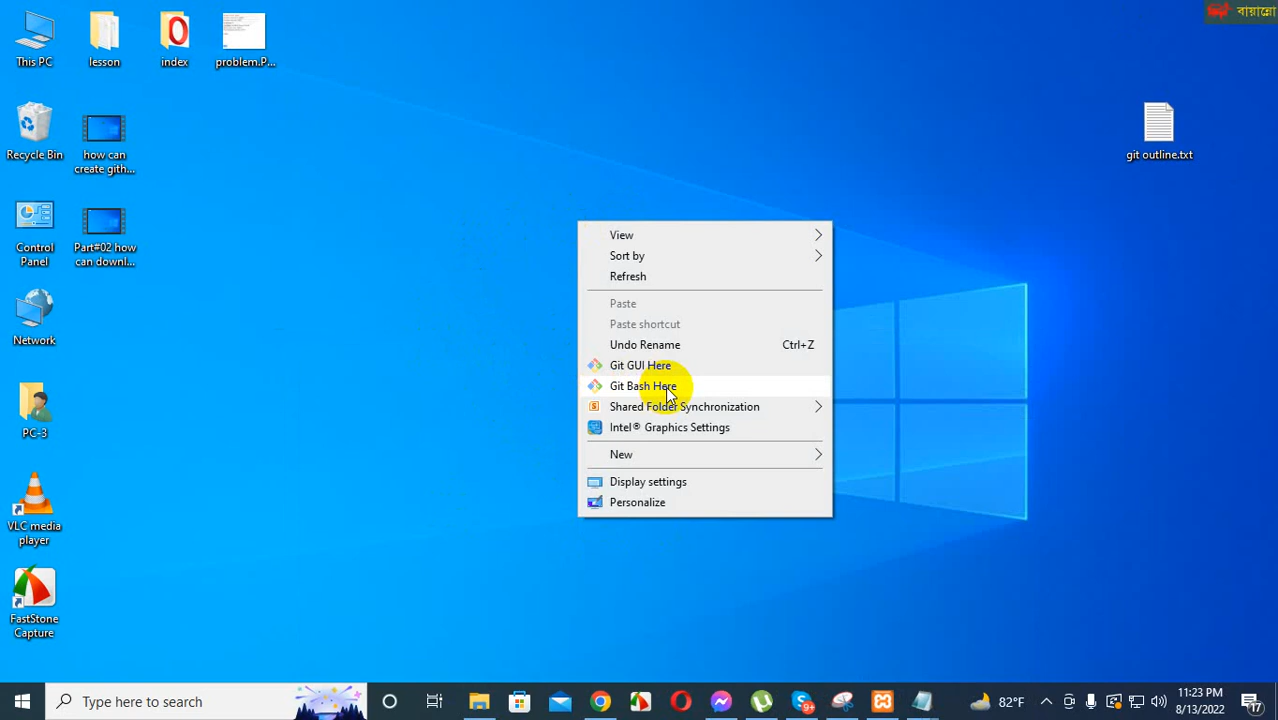 বায়ান্নো
This PC
lesson
index
problem.P...
Recycle Bin
how can
create gith...
git outline.txt
Control
Panel
Part#02 how
can downl...
Network
PC-3
VLC media
player
FastStone
Capture
View
Sort by
Refresh
Paste
Paste shortcut
Undo Rename Ctrl+Z
Git GUI Here
Git Bash Here
Shared Folder Synchronization
Intel® Graphics Settings
New
Display settings
Personalize
Type here to search
9+
82°F
11:23 PM
8/13/2022
17